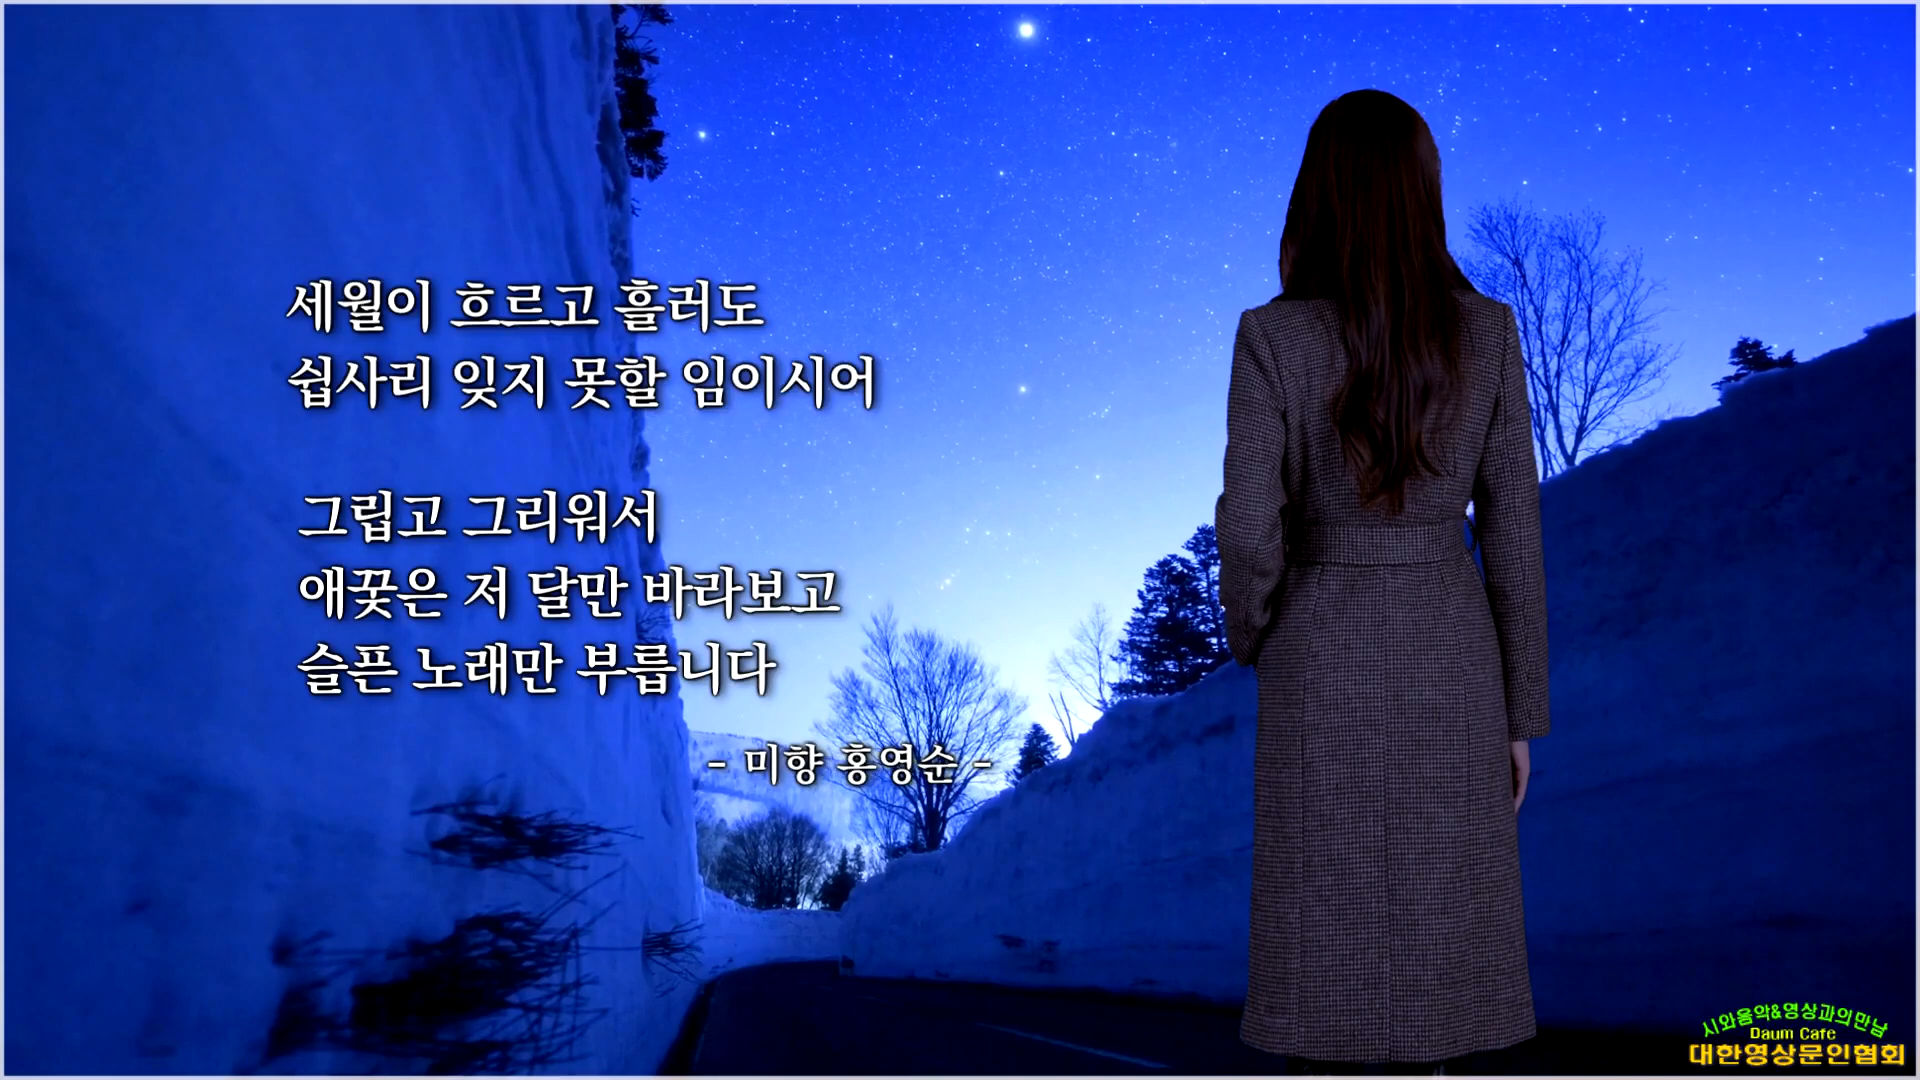 세월이 흐르고 흘러도
쉽사리 잊지 못할 임이시어
그립고 그리워서
애꿎은 저 달만 바라보고
슬픈 노래만 부릅니다
- 미향 홍영순 -
시와음악&영상과의만남
Daum Cafe
대한영상문인협회